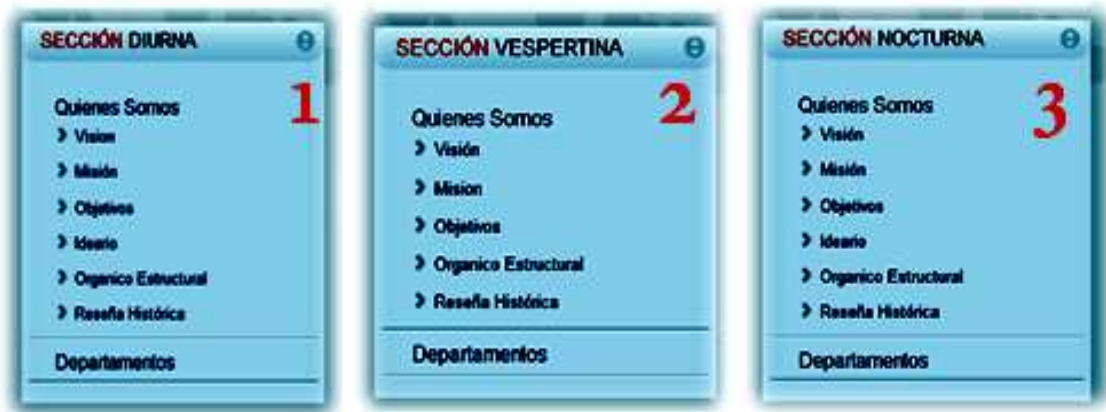 SECCIÓN DIURNA
1
Quienes Somos
Vision
Misión
Objetivos
Ideario
Organico Estructural
Reseña Histórica
Departamentos
SECCIÓN VESPERTINA
2
Quienes Somos
Visión
Mision
Objetivos
Organico Estructural
Reseña Histórica
Departamentos
SECCIÓN NOCTURNA
3
Quienes Somos
Visión
Misión
Objetivos
Ideario
Organico Estructural
Reseña Histórica
Departamentos